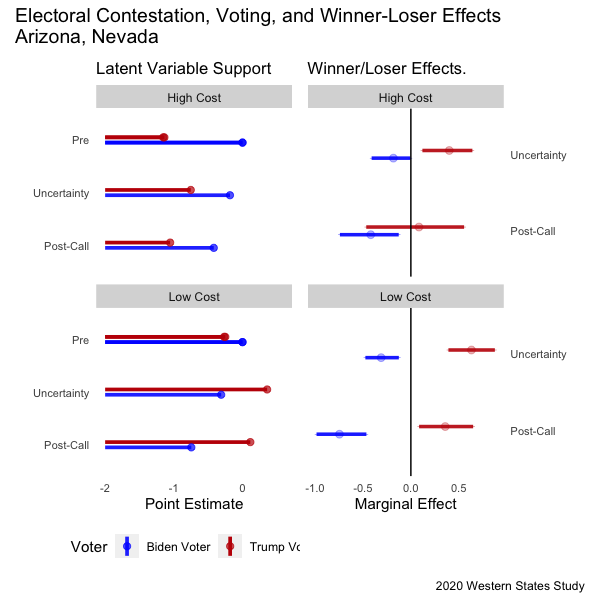 Electoral Contestation, Voting, and Winner-Loser Effects
Arizona, Nevada
Latent Variable Support
Winner/Loser Effects.
High Cost
High Cost
Pre
Uncertainty
Uncertainty
Post-Call
Post-Call
Low Cost
Low Cost
Pre
Uncertainty
Uncertainty
Post-Call
Post-Call
-2 -1 0
-1.0 -0.5 0.0 0.5
Point Estimate
Marginal Effect
Voter Biden Voter Trump Vo
2020 Western States Study